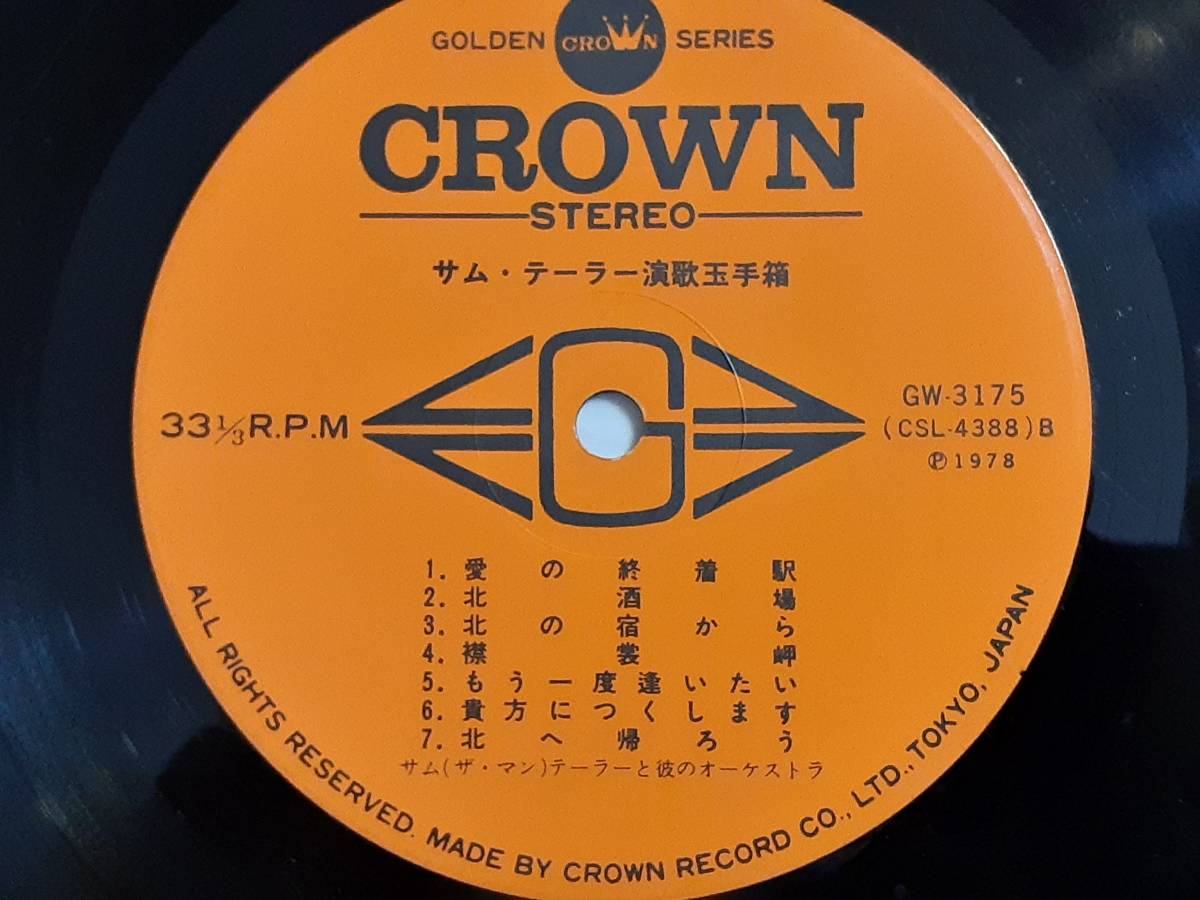 GOLDEN CROWN SERIES
CROWN
STEREO
サム・テーラー演歌玉手箱
33 1/3 R.P.M
G
GW-3175
(CSL-4388)B
Ⓟ1978
1. 愛の終着駅
2. 北酒場
3. 北の宿から
4. 襟裳岬
5. もう一度逢いたい
6. 貴方につくします
7. 北へ帰ろう
サム(ザ・マン)テーラーと彼のオーケストラ
ALL RIGHTS RESERVED. MADE BY CROWN RECORD CO., LTD., TOKYO, JAPAN